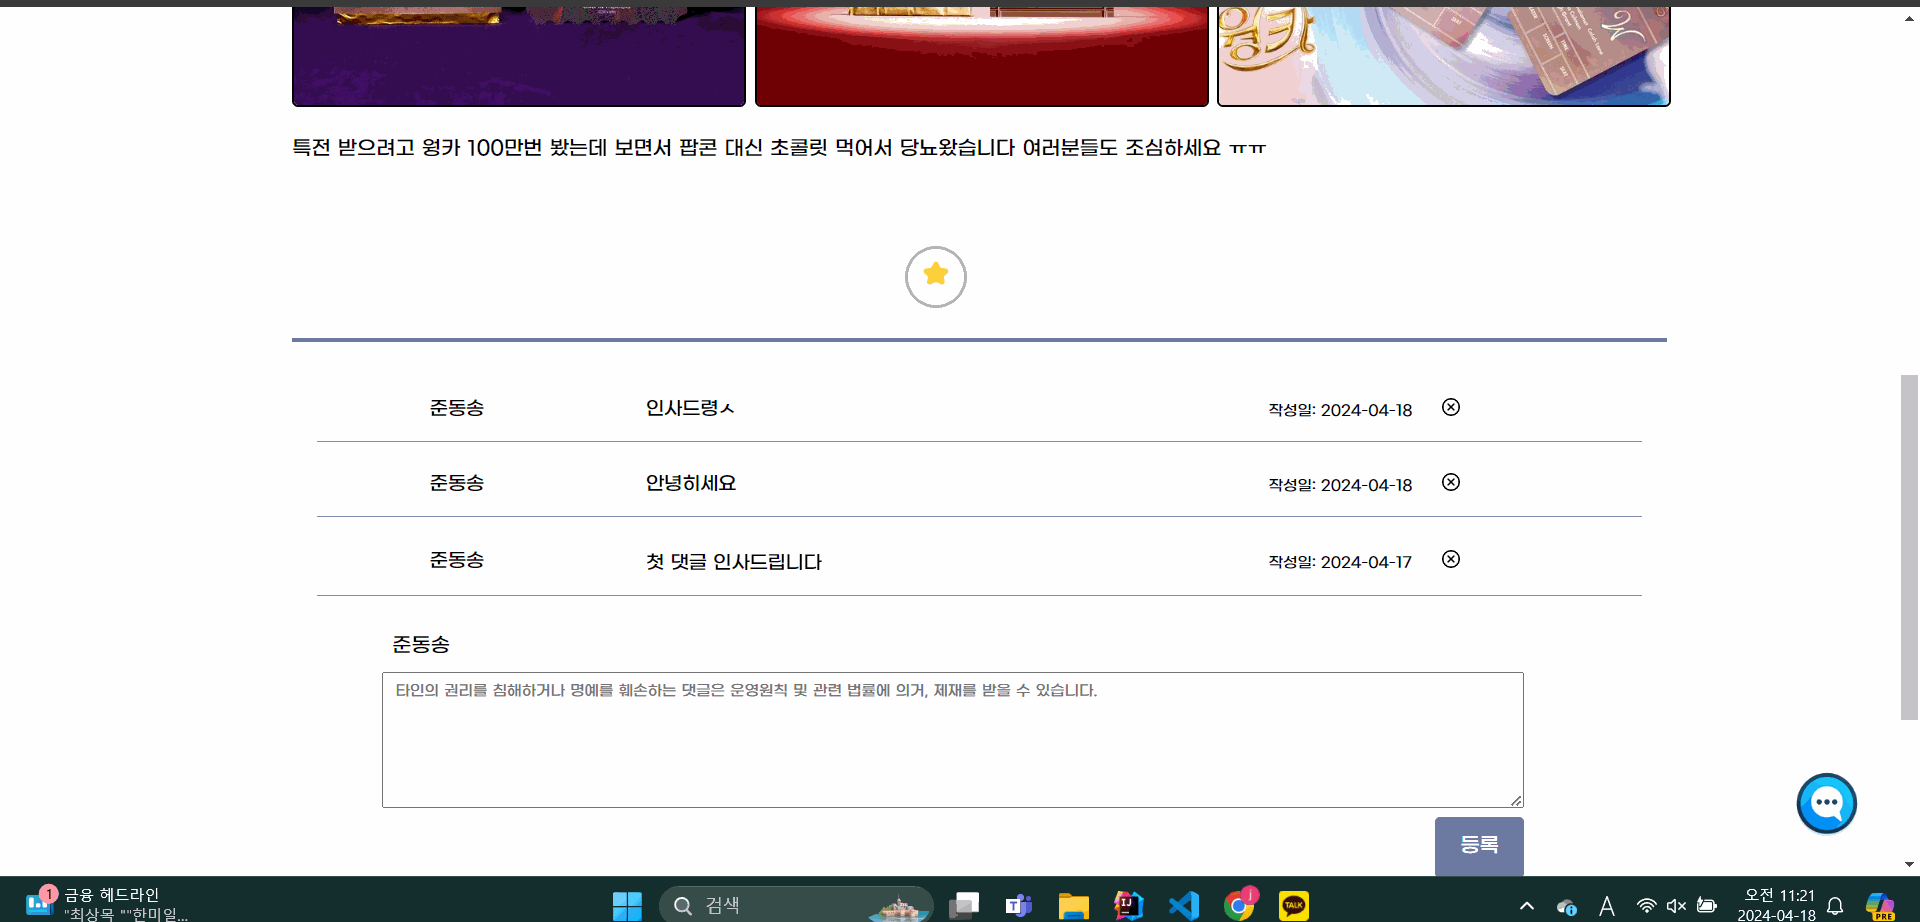 웡카
특전 받으려고 웡카 100만번 봤는데 보면서 팝콘 대신 초콜릿 먹어서 당뇨왔습니다 여러분들도 조심하세요 ㅠㅠ
준동송 인사드령ㅅ 작성일: 2024-04-18
준동송 안녕히세요 작성일: 2024-04-18
준동송 첫 댓글 인사드립니다 작성일: 2024-04-17
준동송
타인의 권리를 침해하거나 명예를 훼손하는 댓글은 운영원칙 및 관련 법률에 의거, 제재를 받을 수 있습니다.
등록
1 금융 헤드라인
"최상목 ""한미일...
검색
TALK
A
오전 11:21
2024-04-18
PRE